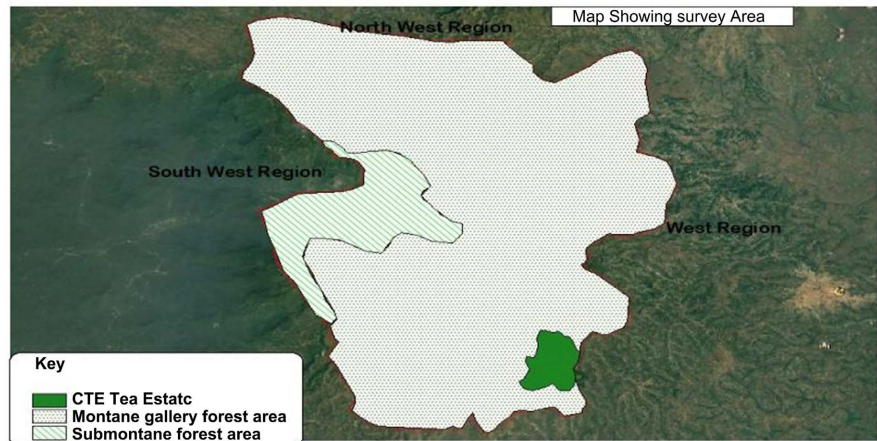 Map Showing survey Area
North West Region
South West Region
West Region
Key
CTE Tea Estatc
Montane gallery forest area
Submontane forest area